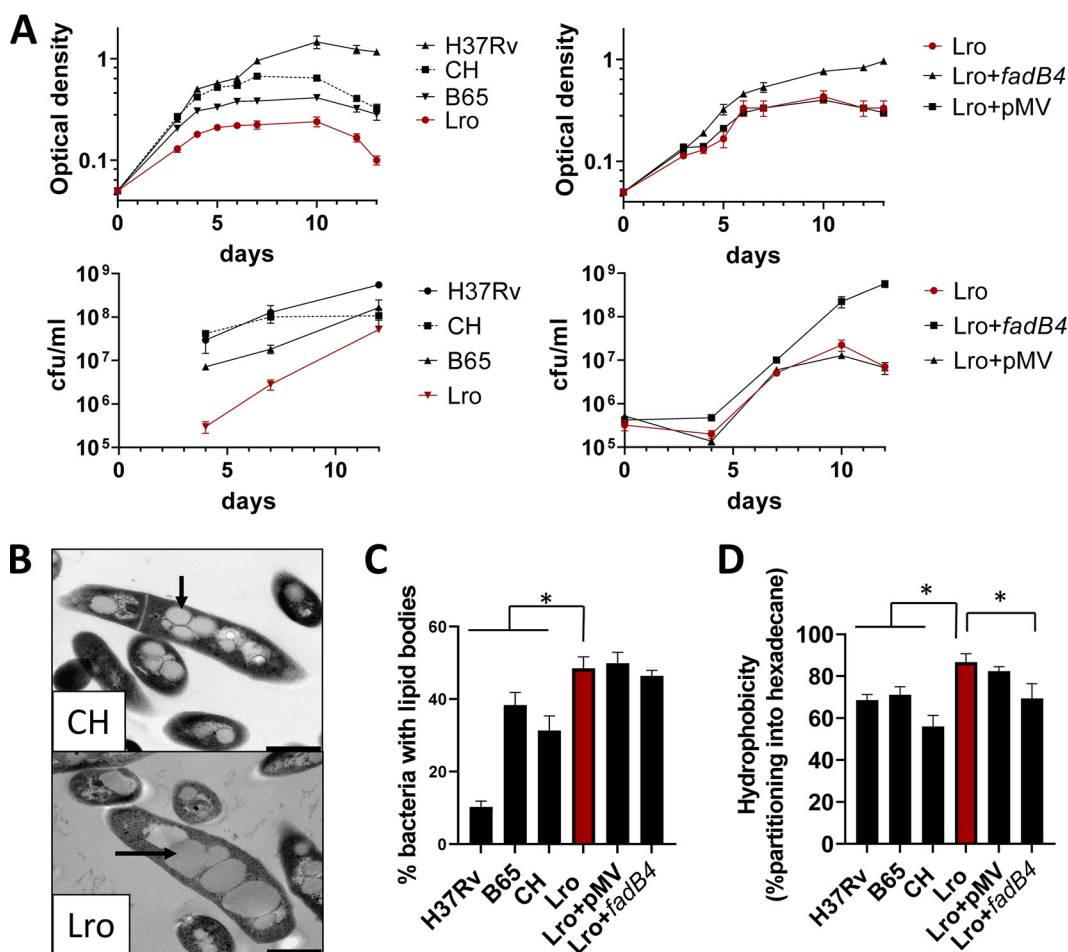 A
Optical density
1
0.1
0
5
10
days
H37Rv
CH
B65
Lro
Optical density
1
0.1
0
5
10
days
Lro
Lro+fadB4
Lro+pMV
cfu/ml
10⁹
10⁸
10⁷
10⁶
10⁵
0
5
10
days
H37Rv
CH
B65
Lro
cfu/ml
10⁹
10⁸
10⁷
10⁶
10⁵
0
5
10
days
Lro
Lro+fadB4
Lro+pMV
B
CH
Lro
C
% bacteria with lipid bodies
60
40
20
0
*
H37Rv
B65
CH
Lro
Lro+pMV
Lro+fadB4
D
Hydrophobicity
(%partitioning into hexadecane)
100
80
60
40
20
0
*
*
H37Rv
B65
CH
Lro
Lro+pMV
Lro+fadB4